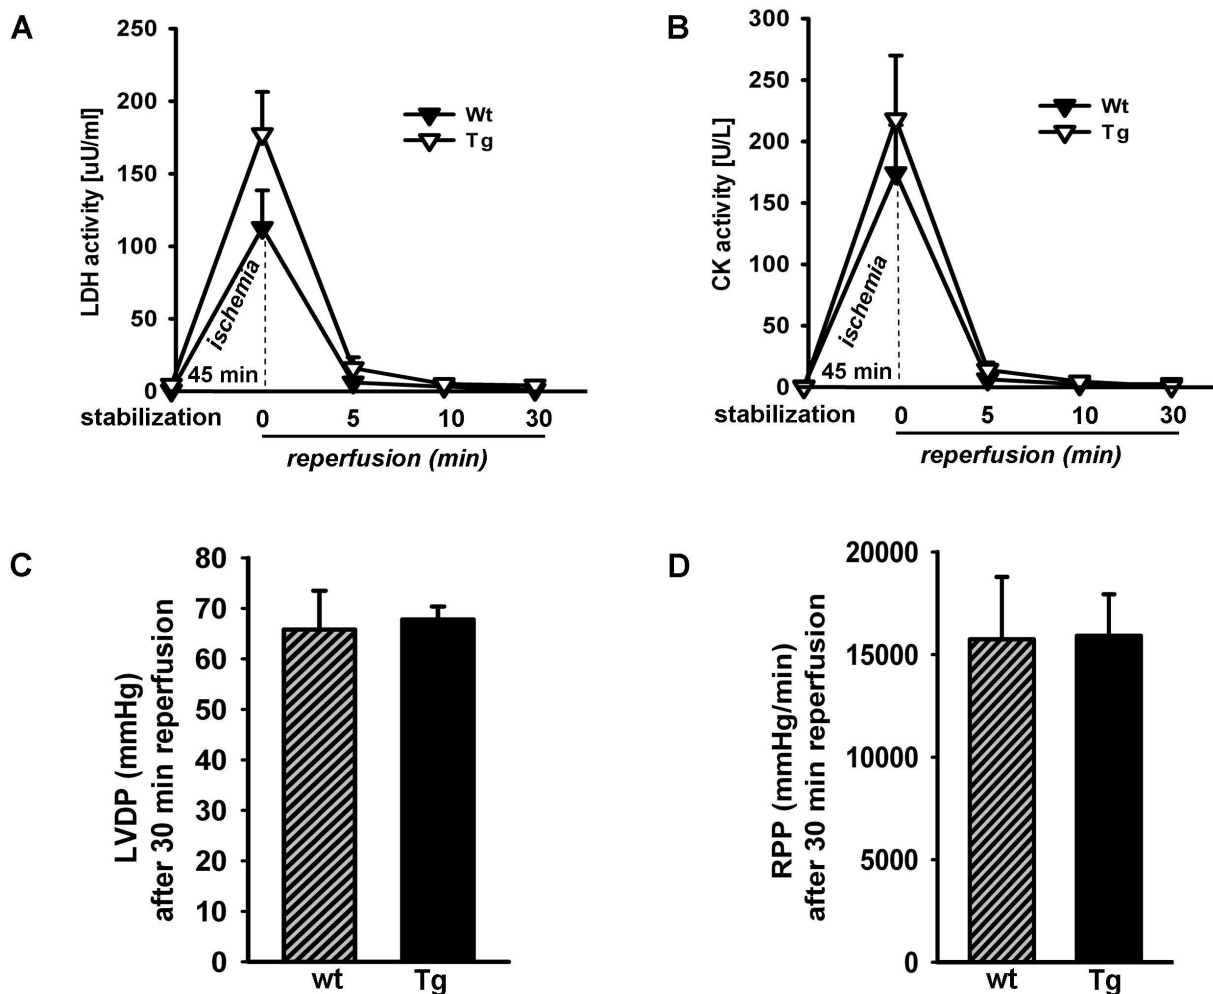 A
LDH activity [uU/ml]
250
200
150
100
50
0
Wt
Tg
ischemia
45 min
stabilization
0
5
10
30
reperfusion (min)
B
CK activity [U/L]
300
250
200
150
100
50
0
Wt
Tg
ischemia
45 min
stabilization
0
5
10
30
reperfusion (min)
C
LVDP (mmHg)
after 30 min reperfusion
80
70
60
50
40
30
20
10
0
wt
Tg
D
RPP (mmHg/min)
after 30 min reperfusion
20000
15000
10000
5000
0
wt
Tg